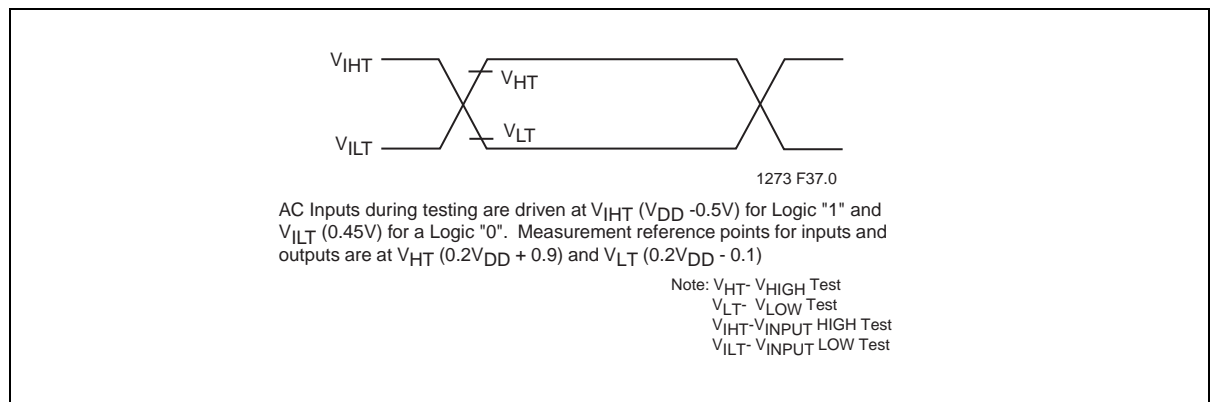 VIHT
VHT
VLT
VILT
1273 F37.0
AC Inputs during testing are driven at VIHT (VDD -0.5V) for Logic "1" and
VILT (0.45V) for a Logic "0". Measurement reference points for inputs and
outputs are at VHT (0.2VDD + 0.9) and VLT (0.2VDD - 0.1)
Note: VHT- VHIGH Test
VLT- VLOW Test
VIHT-VINPUT HIGH Test
VILT- VINPUT LOW Test